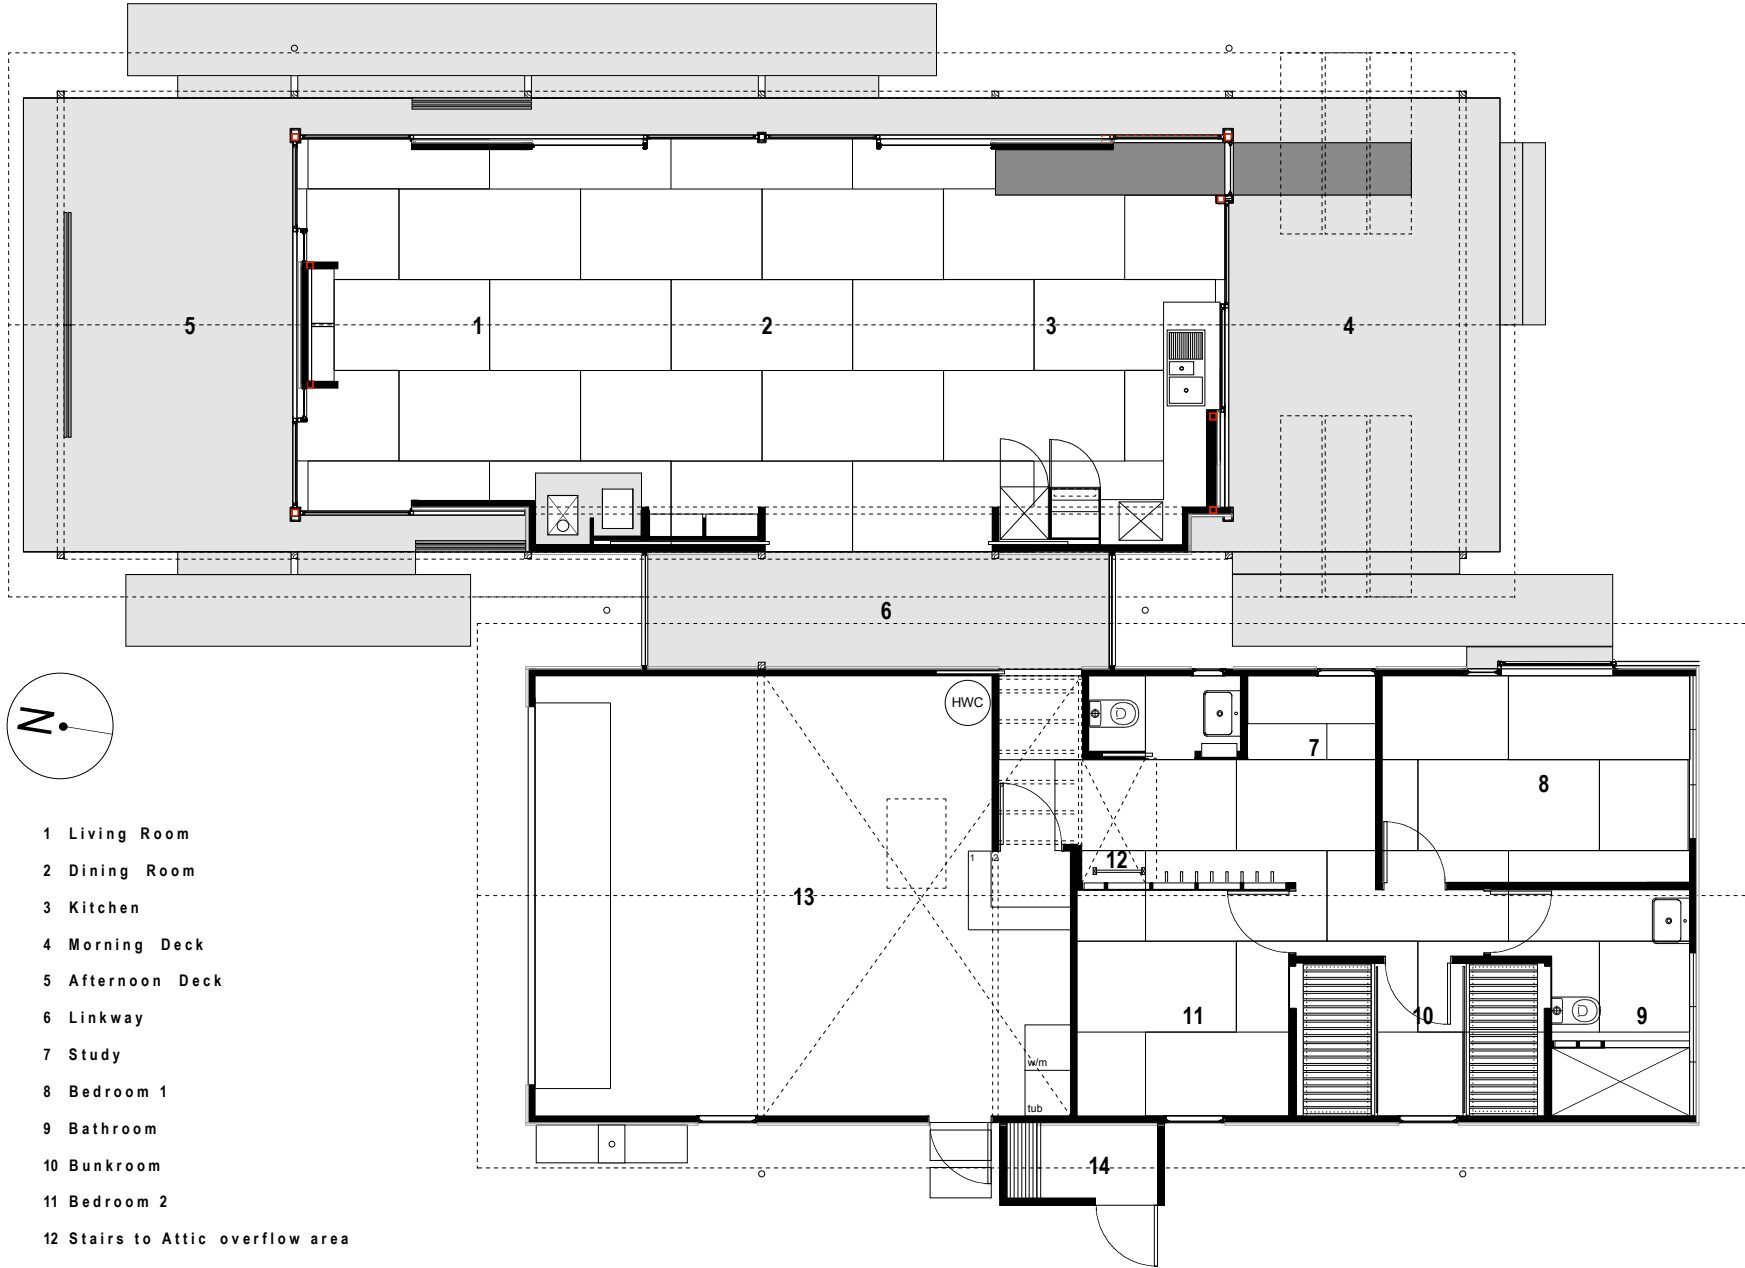 5
1
2
3
4
6
N
HWC
7
8
12
1 2
13
11
10
9
w/m
tub
14
1 Living Room
2 Dining Room
3 Kitchen
4 Morning Deck
5 Afternoon Deck
6 Linkway
7 Study
8 Bedroom 1
9 Bathroom
10 Bunkroom
11 Bedroom 2
12 Stairs to Attic overflow area